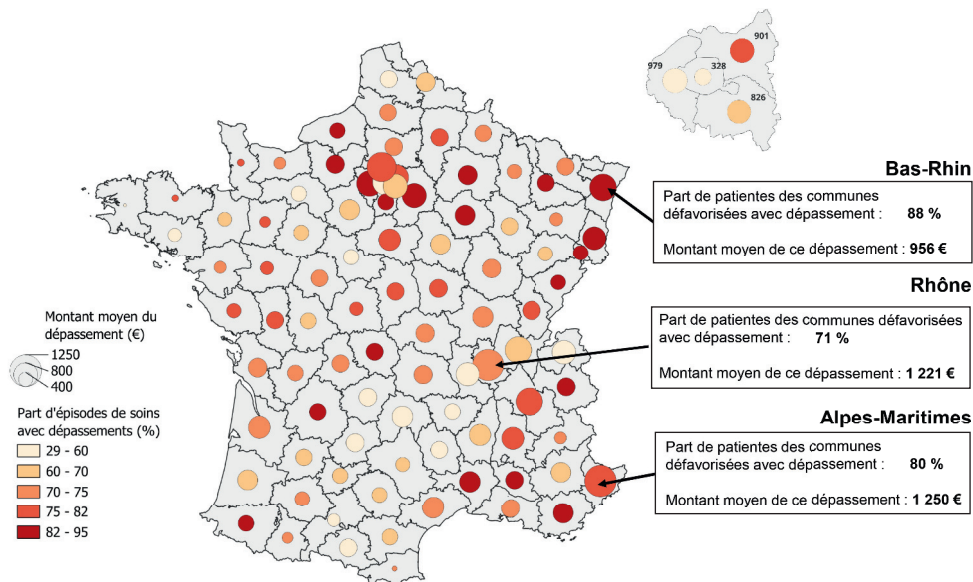 901
979
328
826
Bas-Rhin
Part de patientes des communes
défavorisées avec dépassement : 88 %
Montant moyen de ce dépassement : 956 €
Rhône
Part de patientes des communes défavorisées
avec dépassement : 71 %
Montant moyen de ce dépassement : 1 221 €
Alpes-Maritimes
Part de patientes des communes
défavorisées avec dépassement : 80 %
Montant moyen de ce dépassement : 1 250 €
Montant moyen du
dépassement (€)
1250
800
400
Part d'épisodes de soins
avec dépassements (%)
29 - 60
60 - 70
70 - 75
75 - 82
82 - 95